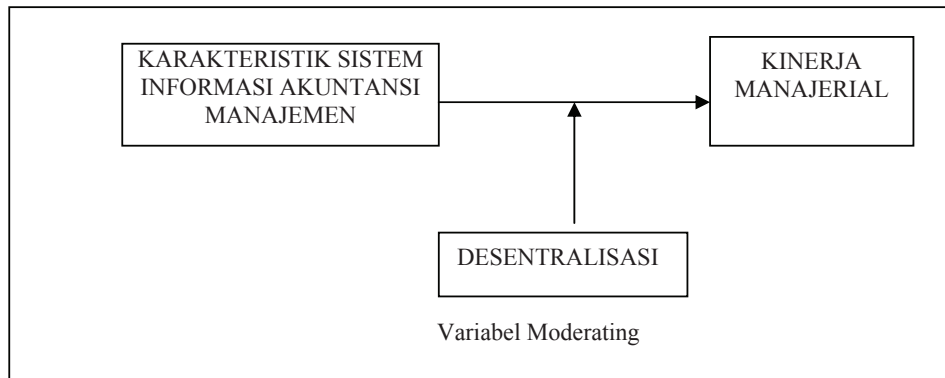 KARAKTERISTIK SISTEM
INFORMASI AKUNTANSI
MANAJEMEN
KINERJA
MANAJERIAL
DESENTRALISASI
Variabel Moderating